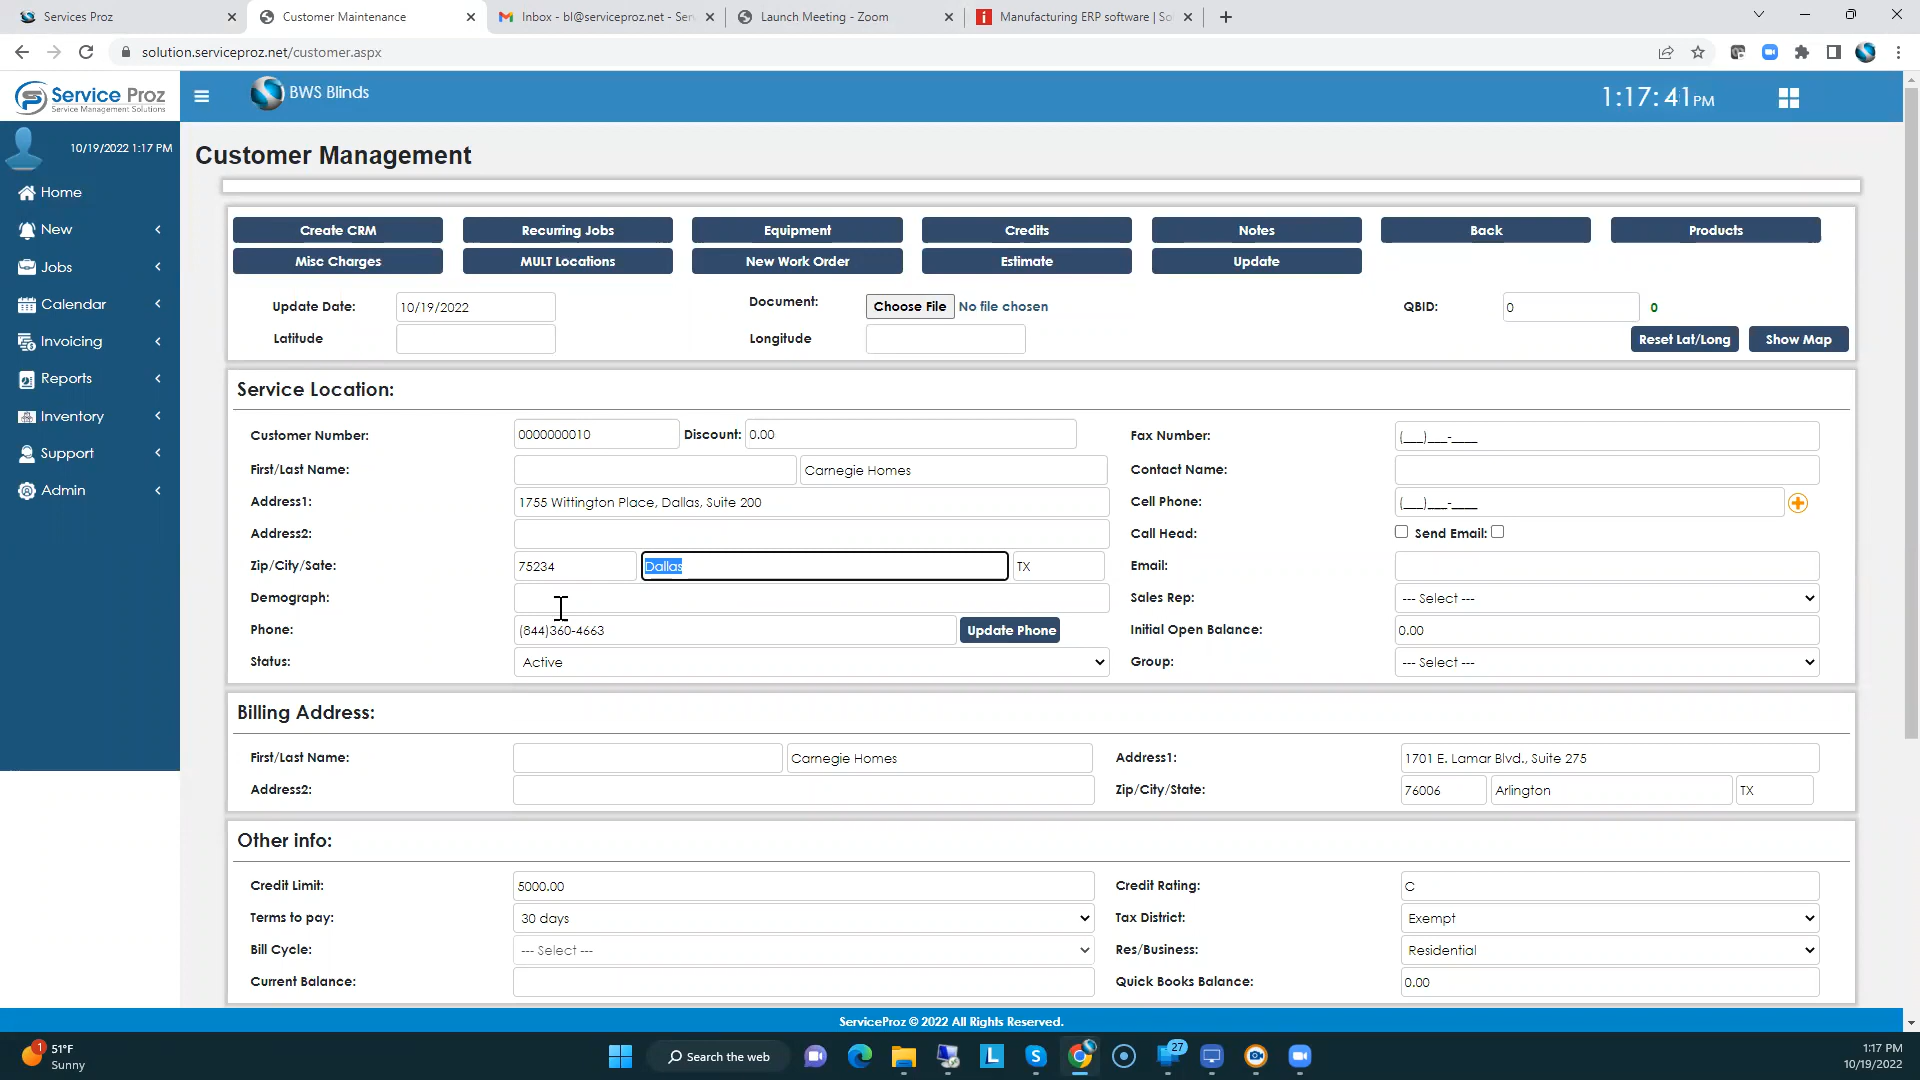 Services Proz
Customer Maintenance
Inbox - bl@serviceproz.net - Ser
Launch Meeting - Zoom
Manufacturing ERP software | So
solution.serviceproz.net/customer.aspx
Service Proz
Service Management Solutions
BWS Blinds
1:17:41 PM
10/19/2022 1:17 PM
Home
New
Jobs
Calendar
Invoicing
Reports
Inventory
Support
Admin
Customer Management
Create CRM Recurring Jobs Equipment Credits Notes Back Products
Misc Charges MULT Locations New Work Order Estimate Update
Update Date: 10/19/2022 Document: Choose File No file chosen QBID: 0 0
Latitude Longitude Reset Lat/Long Show Map
Service Location:
Customer Number: 0000000010 Discount: 0.00 Fax Number: (___)___-____
First/Last Name: Carnegie Homes Contact Name:
Address1: 1755 Wittington Place, Dallas, Suite 200 Cell Phone: (___)___-____
Address2: Call Head: Send Email:
Zip/City/Sate: 75234 Dallas TX Email:
Demograph: Sales Rep: --- Select ---
Phone: (844)360-4663 Update Phone Initial Open Balance: 0.00
Status: Active Group: --- Select ---
Billing Address:
First/Last Name: Carnegie Homes Address1: 1701 E. Lamar Blvd., Suite 275
Address2: Zip/City/State: 76006 Arlington TX
Other info:
Credit Limit: 5000.00 Credit Rating: C
Terms to pay: 30 days Tax District: Exempt
Bill Cycle: --- Select --- Res/Business: Residential
Current Balance: Quick Books Balance: 0.00
ServiceProz © 2022 All Rights Reserved.
1
51°F
Sunny
Search the web
L
S
27
1:17 PM
10/19/2022